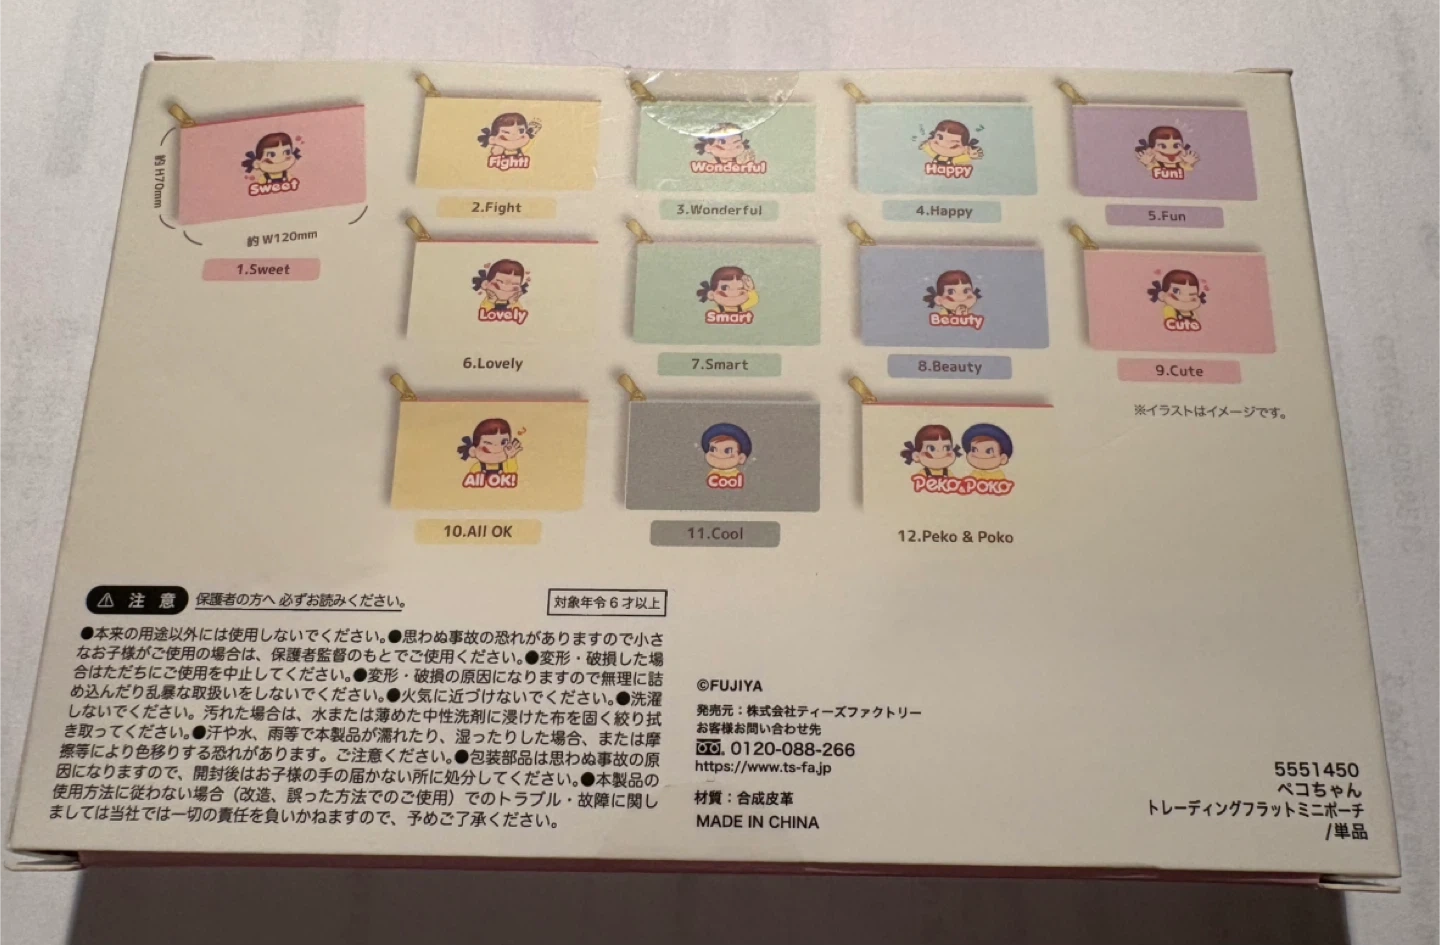 Sweet
約H70mm
約W120mm
1.Sweet
Fight!
2.Fight
Wonderful
3.Wonderful
Happy
4.Happy
Fun!
5.Fun
Lovely
6.Lovely
Smart
7.Smart
Beauty
8.Beauty
Cute
9.Cute
※イラストはイメージです。
All OK!
10.All OK
Cool
11.Cool
PEKO&POKO
12.Peko & Poko
⚠ 注 意 保護者の方へ 必ずお読みください。
対象年令6才以上
●本来の用途以外には使用しないでください。●思わぬ事故の恐れがありますので小さ
なお子様がご使用の場合は、保護者監督のもとでご使用ください。●変形・破損した場
合はただちにご使用を中止してください。●変形・破損の原因になりますので無理に詰
め込んだり乱暴な取扱いをしないでください。●火気に近づけないでください。●洗濯
しないでください。汚れた場合は、水または薄めた中性洗剤に浸けた布を固く絞り拭
き取ってください。●汗や水、雨等で本製品が濡れたり、湿ったりした場合、または摩
擦等により色移りする恐れがあります。ご注意ください。●包装部品は思わぬ事故の原
因になりますので、開封後はお子様の手の届かない所に処分してください。●本製品の
使用方法に従わない場合（改造、誤った方法でのご使用）でのトラブル・故障に関し
ましては当社では一切の責任を負いかねますので、予めご了承ください。
©FUJIYA
発売元：株式会社ティーズファクトリー
お客様お問い合わせ先
0120-088-266
https://www.ts-fa.jp
材質：合成皮革
MADE IN CHINA
5551450
ペコちゃん
トレーディングフラットミニポーチ
/単品